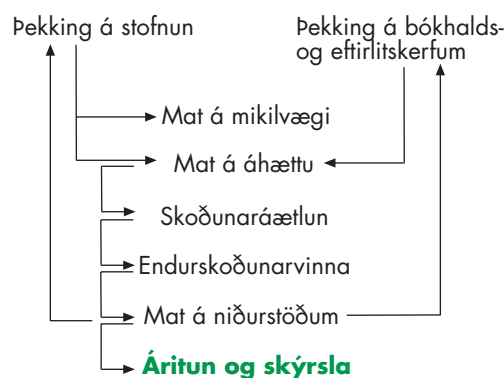 Þekking á stofnun
Þekking á bókhalds-
og eftirlitskerfum
Mat á mikilvægi
Mat á áhættu
Skoðunaráætlun
Endurskoðunarvinna
Mat á niðurstöðum
Áritun og skýrsla